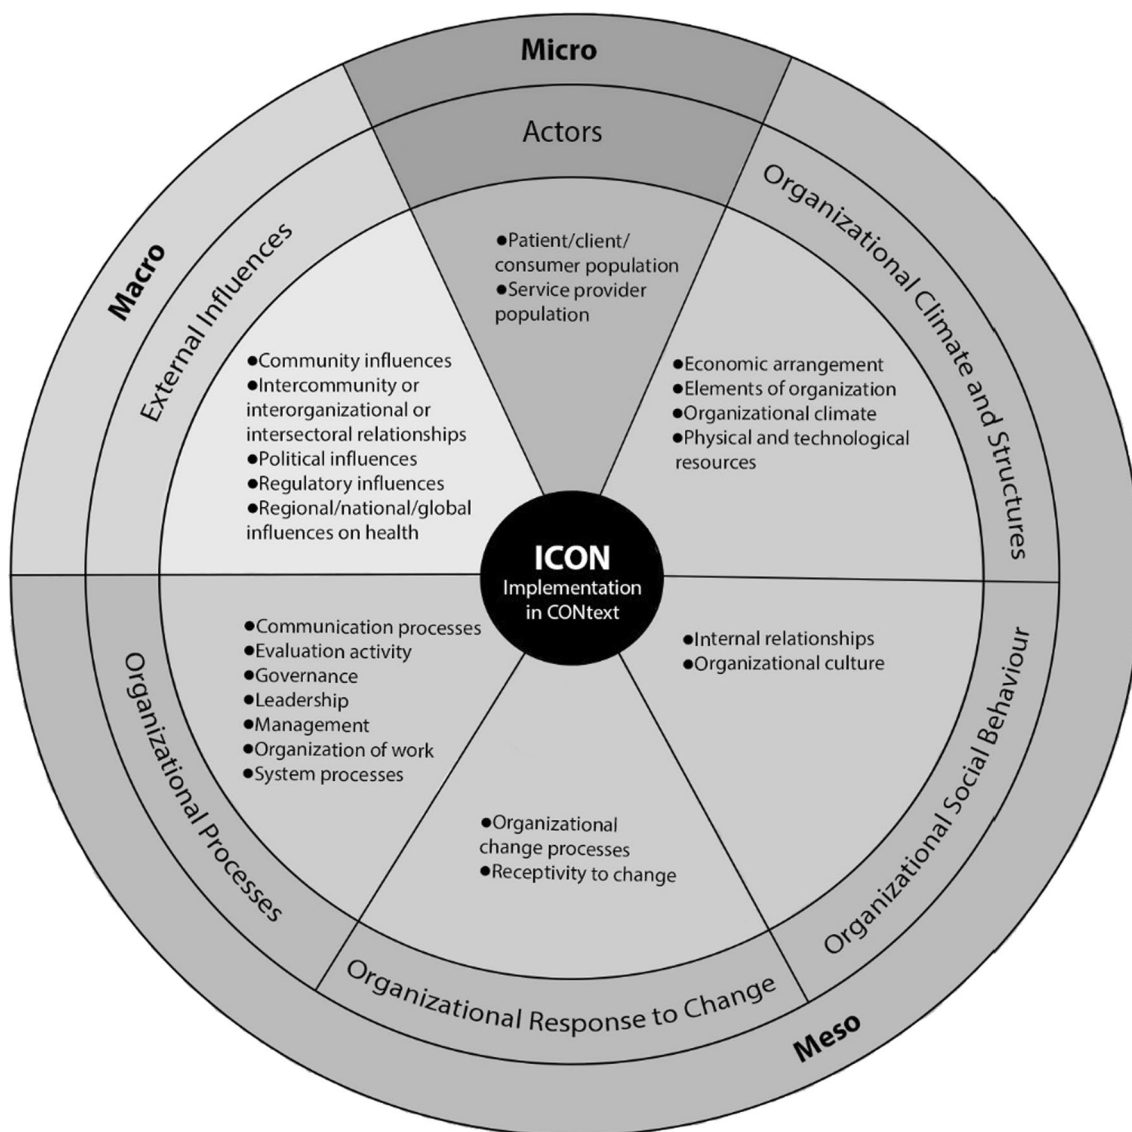 Micro
Actors
●Patient/client/
consumer population
●Service provider
population
Organizational Climate and Structures
●Economic arrangement
●Elements of organization
●Organizational climate
●Physical and technological
resources
Macro
External Influences
●Community influences
●Intercommunity or
interorganizational or
intersectoral relationships
●Political influences
●Regulatory influences
●Regional/national/global
influences on health
ICON
Implementation
in CONtext
●Internal relationships
●Organizational culture
Organizational Social Behaviour
●Communication processes
●Evaluation activity
●Governance
●Leadership
●Management
●Organization of work
●System processes
Organizational Processes
●Organizational
change processes
●Receptivity to change
Organizational Response to Change
Meso